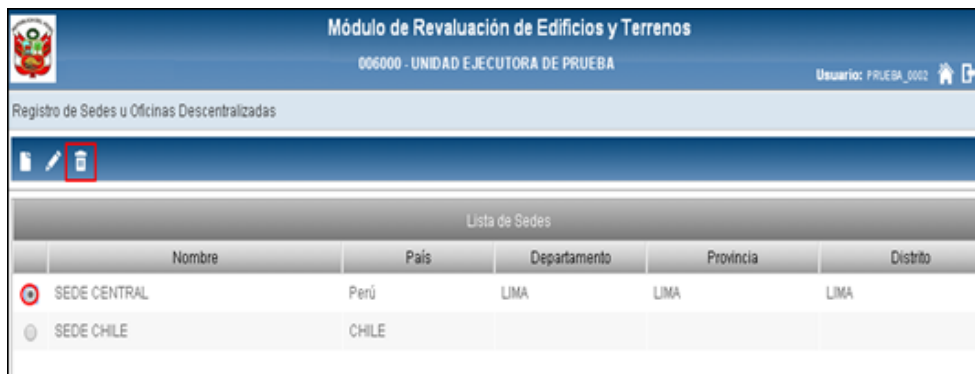 Módulo de Revaluación de Edificios y Terrenos
006000 - UNIDAD EJECUTORA DE PRUEBA
Usuario: PRUEBA_0002
Registro de Sedes u Oficinas Descentralizadas
Lista de Sedes
Nombre País Departamento Provincia Distrito
SEDE CENTRAL Perú LIMA LIMA LIMA
SEDE CHILE CHILE